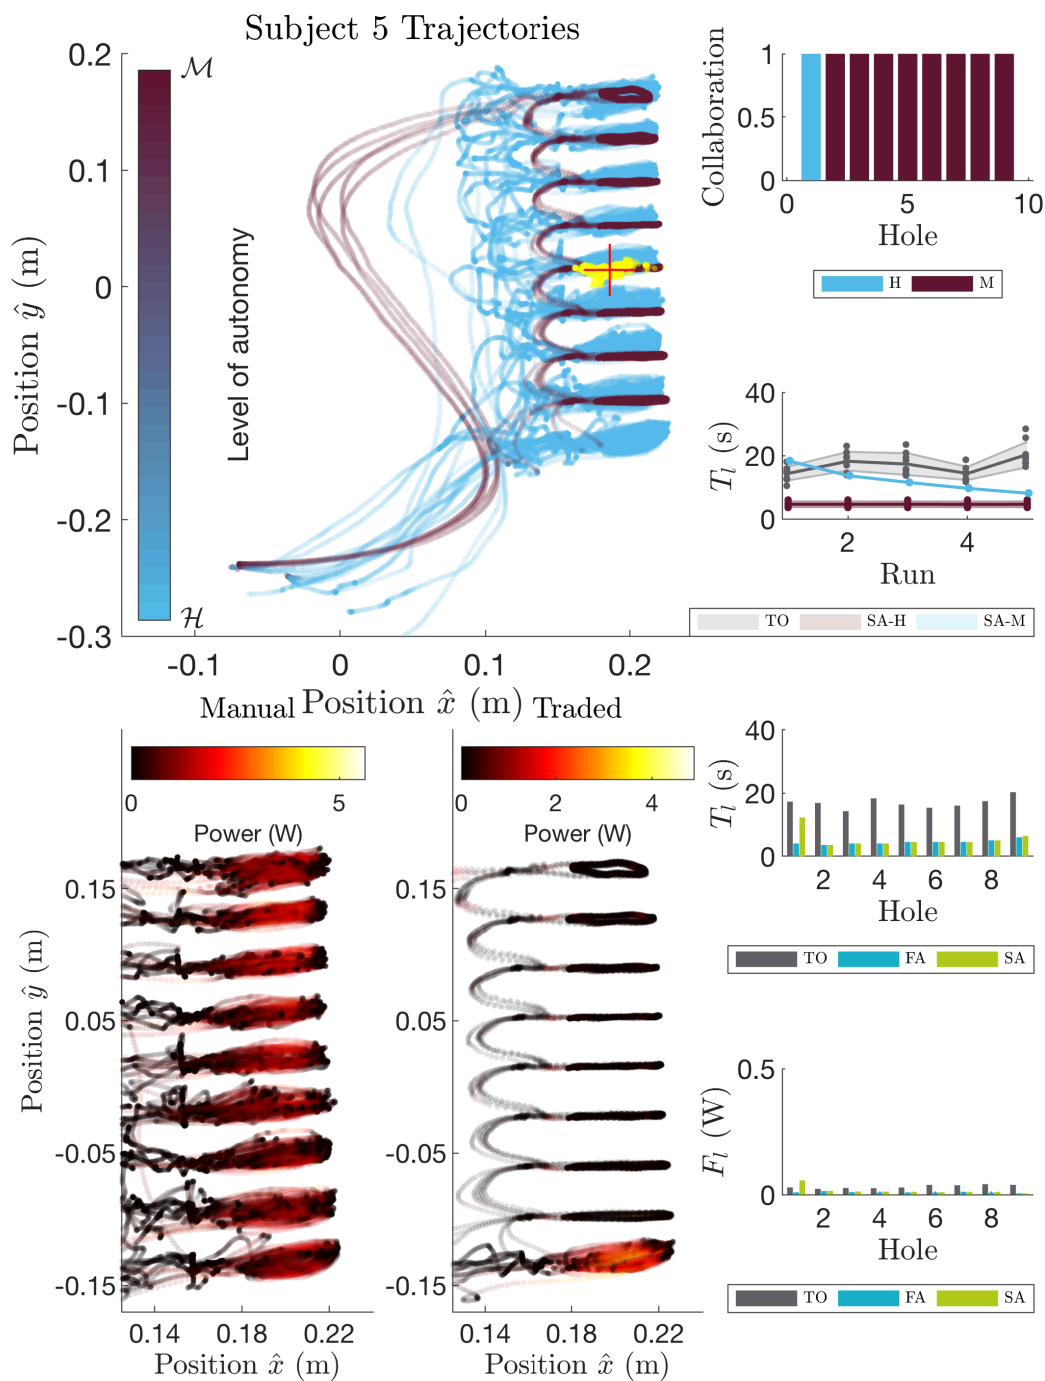 Subject 5 Trajectories
0.2
0.1
0
-0.1
-0.2
-0.3
Position ŷ (m)
ℳ
ℋ
Level of autonomy
-0.1
0
0.1
0.2
Position x̂ (m)
1
0.5
0
Collaboration
0
5
10
Hole
H
M
40
20
0
T_l (s)
2
4
Run
TO
SA-H
SA-M
Manual
0
5
Power (W)
0.15
0.05
-0.05
-0.15
Position ŷ (m)
0.14
0.18
0.22
Position x̂ (m)
Traded
0
2
4
Power (W)
0.15
0.05
-0.05
-0.15
0.14
0.18
0.22
Position x̂ (m)
40
20
0
T_l (s)
2
4
6
8
Hole
TO
FA
SA
0.5
0
F_l (W)
2
4
6
8
Hole
TO
FA
SA